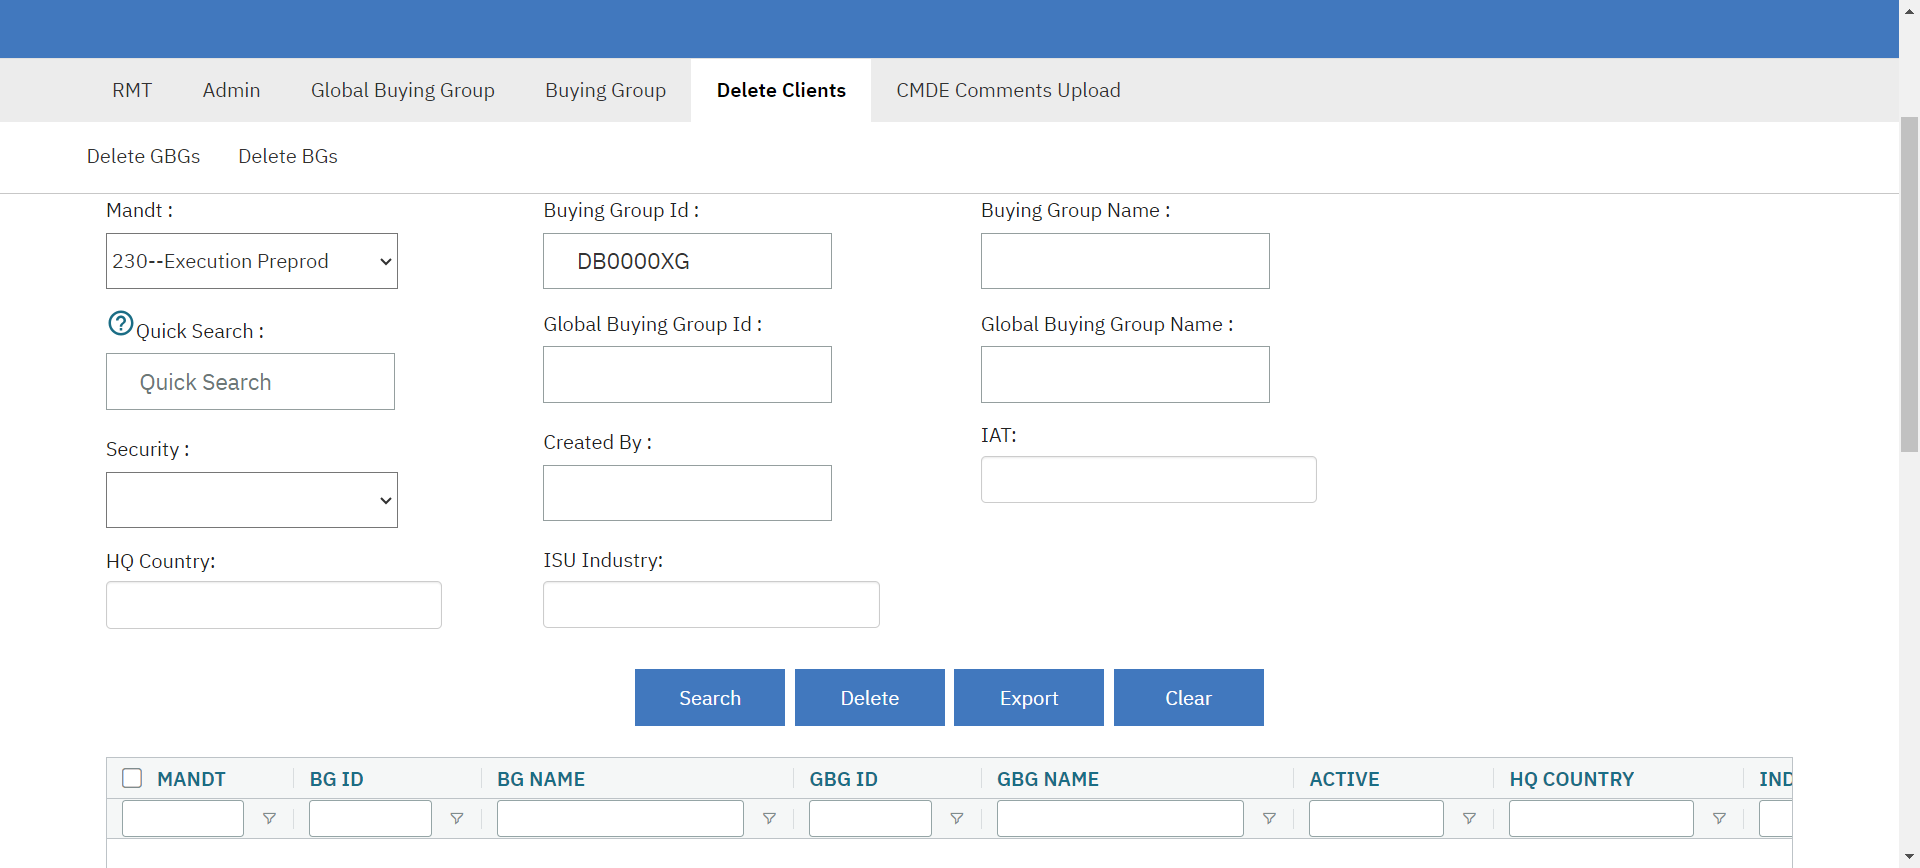 RMT Admin Global Buying Group Buying Group Delete Clients CMDE Comments Upload
Delete GBGs Delete BGs
Mandt : Buying Group Id : Buying Group Name :
230--Execution Preprod DB0000XG
Quick Search : Global Buying Group Id : Global Buying Group Name :
Quick Search
Security : Created By : IAT:
HQ Country: ISU Industry:
Search Delete Export Clear
MANDT BG ID BG NAME GBG ID GBG NAME ACTIVE HQ COUNTRY IND